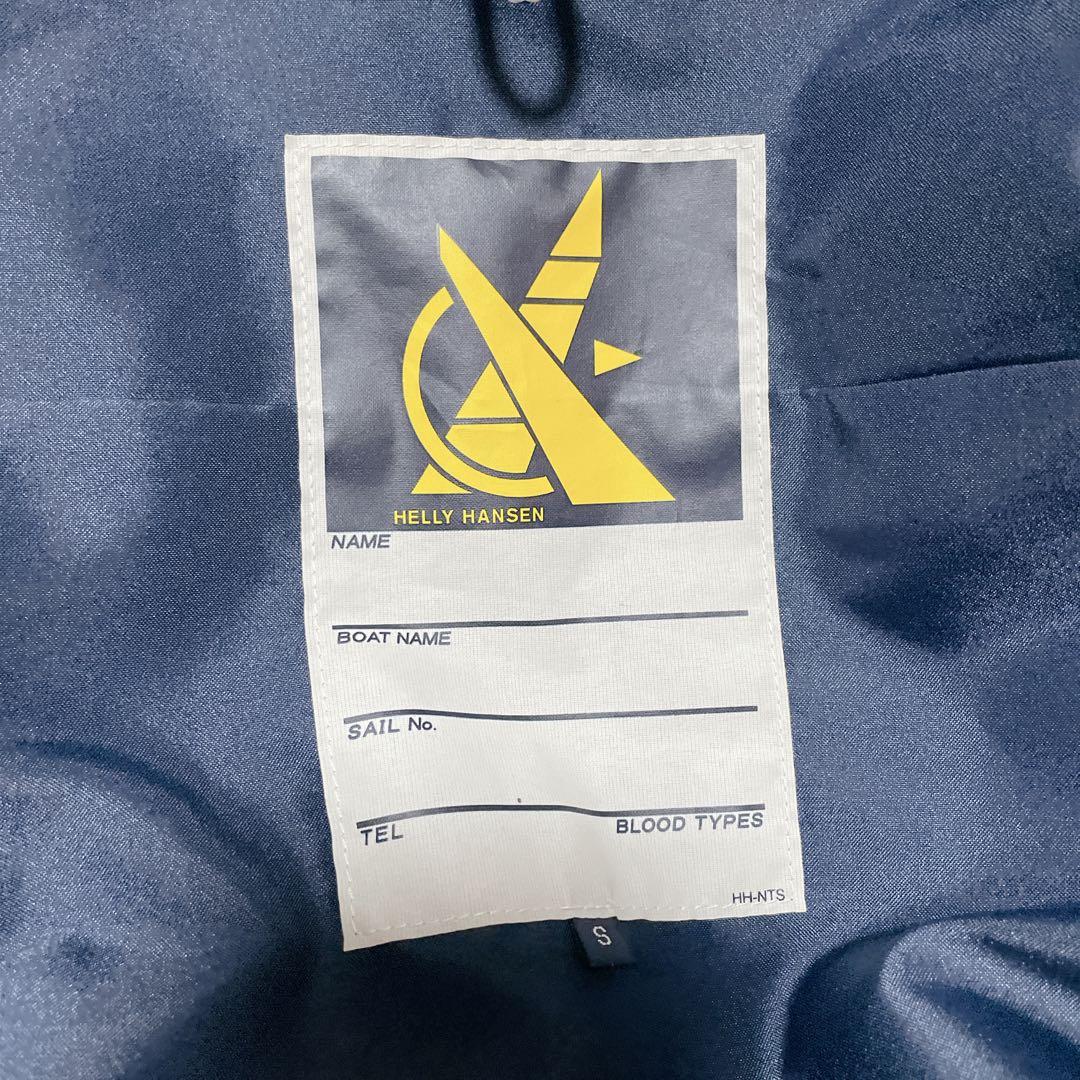 HELLY HANSEN
NAME
BOAT NAME
SAIL No.
TEL BLOOD TYPES
HH-NTS
S